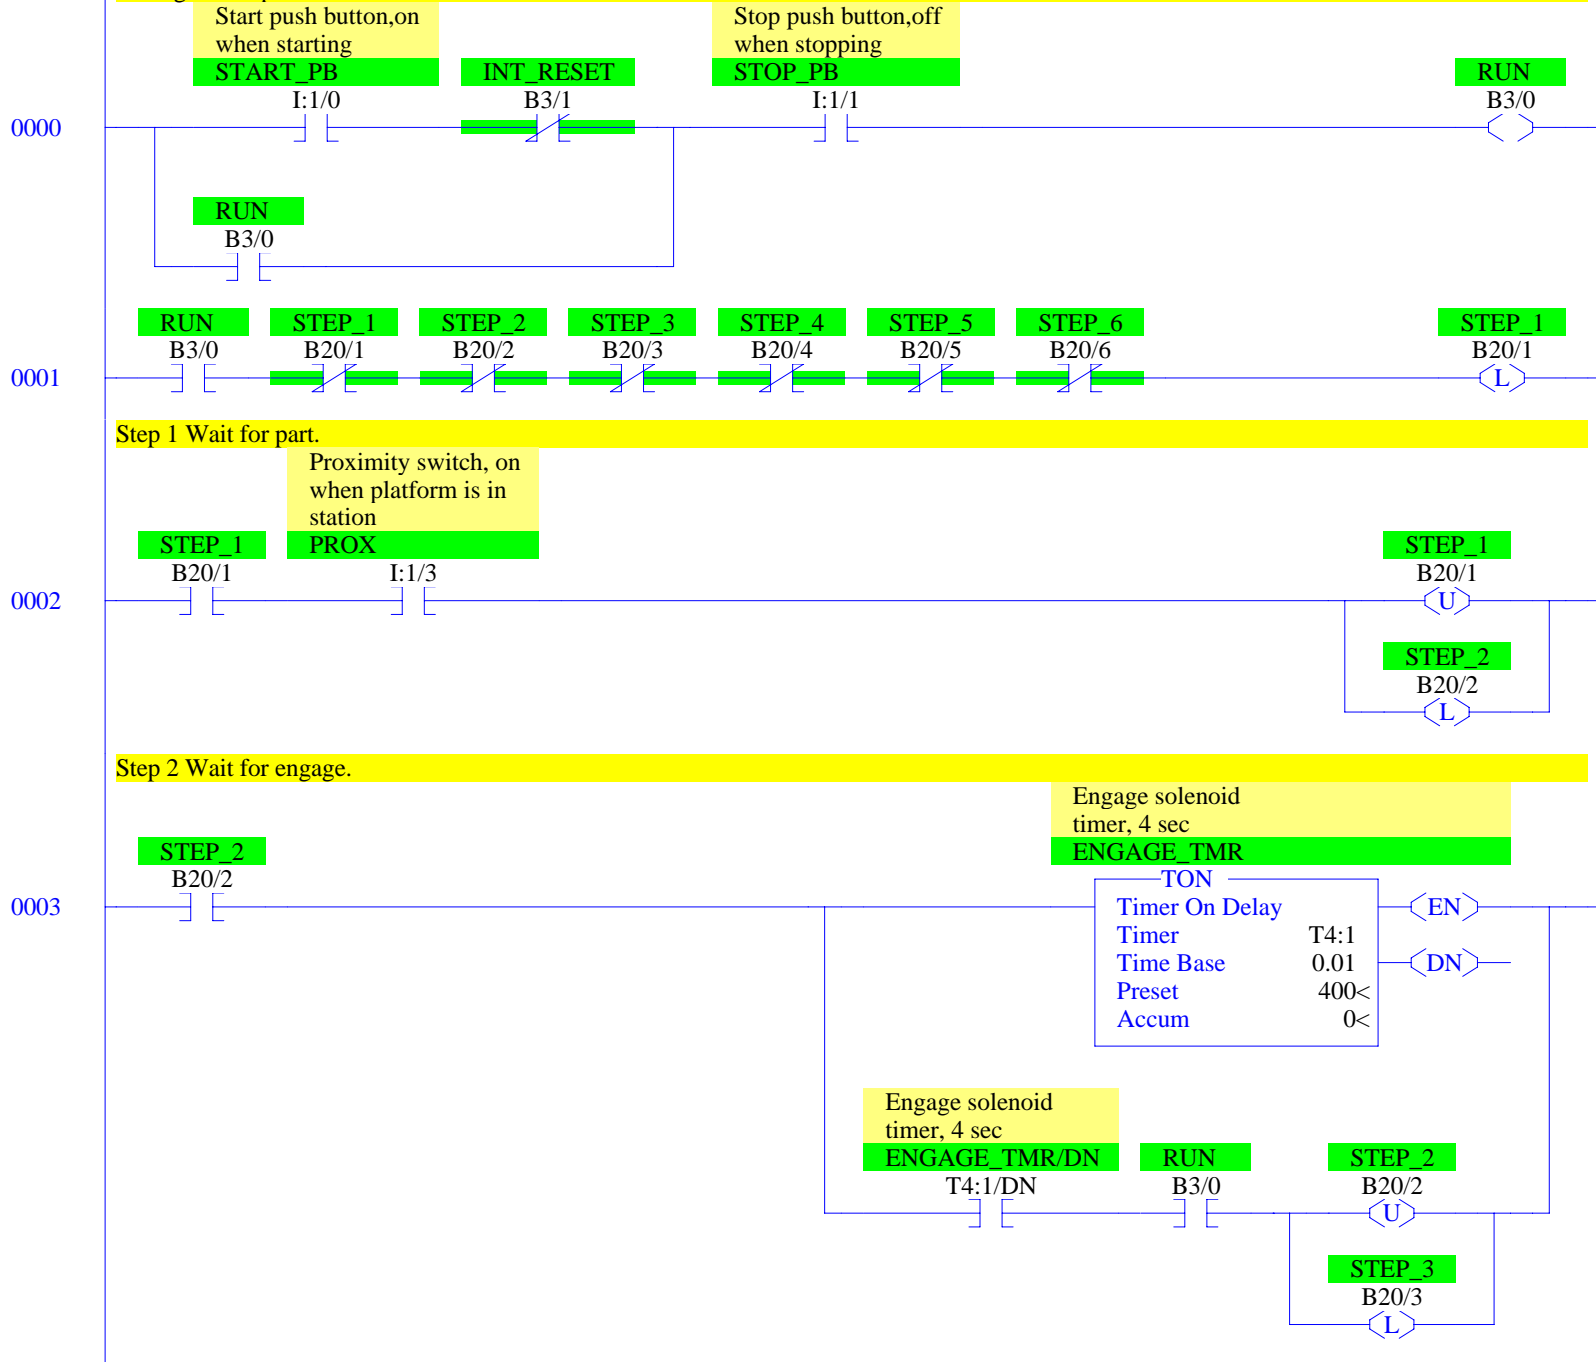 Start push button,on
when starting
START_PB
INT_RESET
Stop push button,off
when stopping
STOP_PB
RUN
I:1/0
B3/1
I:1/1
B3/0
0000
RUN
B3/0
RUN STEP_1 STEP_2 STEP_3 STEP_4 STEP_5 STEP_6 STEP_1
B3/0 B20/1 B20/2 B20/3 B20/4 B20/5 B20/6 B20/1
0001
L
Step 1 Wait for part.
Proximity switch, on
when platform is in
station
STEP_1 PROX STEP_1
B20/1 I:1/3 B20/1
0002
U
STEP_2
B20/2
L
Step 2 Wait for engage.
Engage solenoid
timer, 4 sec
STEP_2 ENGAGE_TMR
B20/2
0003
TON
Timer On Delay
EN
Timer T4:1
Time Base 0.01
DN
Preset 400<
Accum 0<
Engage solenoid
timer, 4 sec
ENGAGE_TMR/DN RUN STEP_2
T4:1/DN B3/0 B20/2
U
STEP_3
B20/3
L